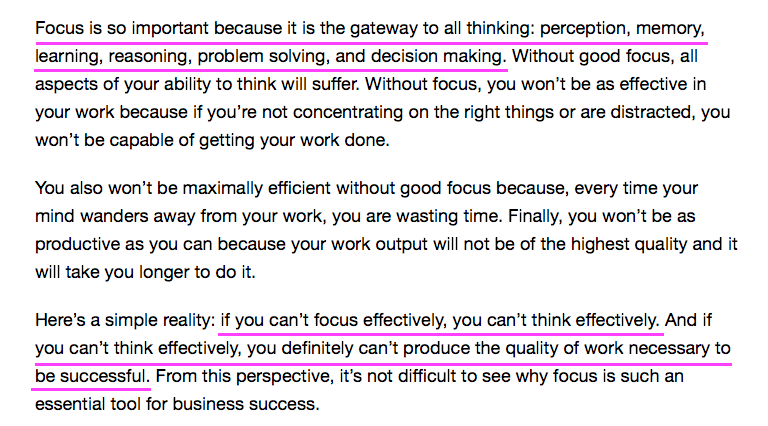 Focus is so important because it is the gateway to all thinking: perception, memory,
learning, reasoning, problem solving, and decision making. Without good focus, all
aspects of your ability to think will suffer. Without focus, you won’t be as effective in
your work because if you’re not concentrating on the right things or are distracted, you
won’t be capable of getting your work done.
You also won’t be maximally efficient without good focus because, every time your
mind wanders away from your work, you are wasting time. Finally, you won’t be as
productive as you can because your work output will not be of the highest quality and it
will take you longer to do it.
Here’s a simple reality: if you can’t focus effectively, you can’t think effectively. And if
you can’t think effectively, you definitely can’t produce the quality of work necessary to
be successful. From this perspective, it’s not difficult to see why focus is such an
essential tool for business success.